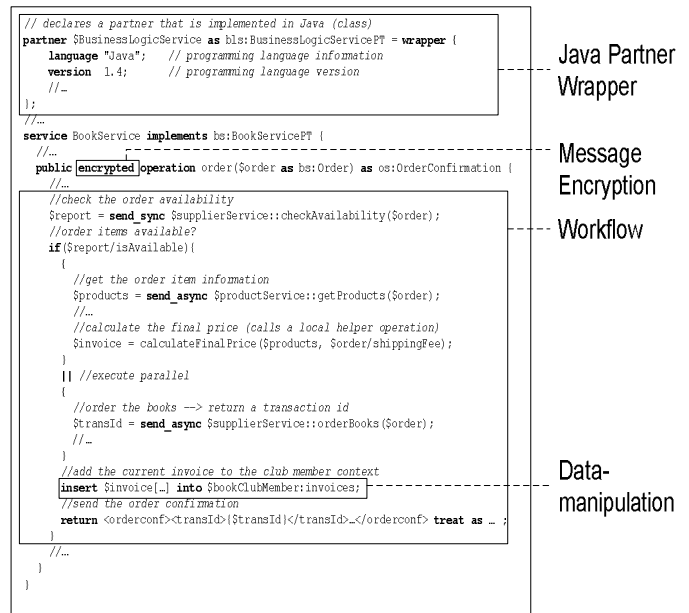 // declares a partner that is implemented in Java (class)
partner $BusinessLogicService as bls:BusinessLogicServicePT = wrapper {
language "Java"; // programming language information
version 1.4; // programming language version
//…
};
//…
service BookService implements bs:BookServicePT {
//…
public encrypted operation order($order as bs:Order) as os:OrderConfirmation {
//…
//check the order availability
$report = send_sync $supplierService::checkAvailability($order);
//order items available?
if($report/isAvailable){
{
//get the order item information
$products = send_async $productService::getProducts($order);
//…
//calculate the final price (calls a local helper operation)
$invoice = calculateFinalPrice($products, $order/shippingFee);
}
|| //execute parallel
{
//order the books --> return a transaction id
$transId = send_async $supplierService::orderBooks($order);
//…
}
//add the current invoice to the club member context
insert $invoice[…] into $bookClubMember:invoices;
//send the order confirmation
return <orderconf><transId>{$transId}</transId>…</orderconf> treat as … ;
}
//…
}
}
Java Partner
Wrapper
Message
Encryption
Workflow
Data-
manipulation